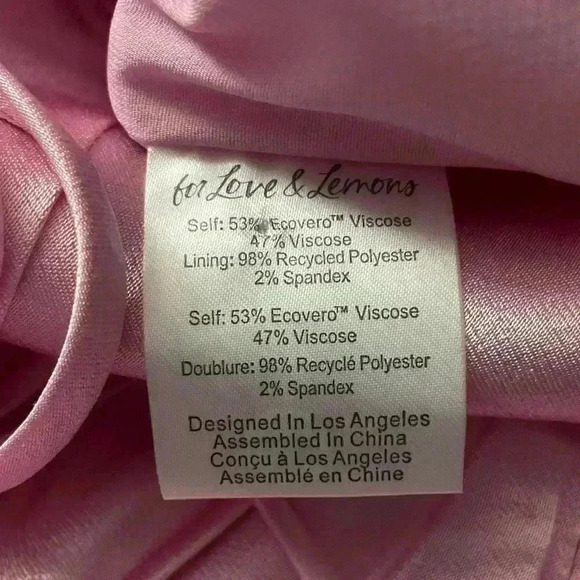 for Love & Lemons
Self: 53% Ecovero™ Viscose
47% Viscose
Lining: 98% Recycled Polyester
2% Spandex
Self: 53% Ecovero™ Viscose
47% Viscose
Doublure: 98% Recyclé Polyester
2% Spandex
Designed In Los Angeles
Assembled In China
Conçu à Los Angeles
Assemblé en Chine